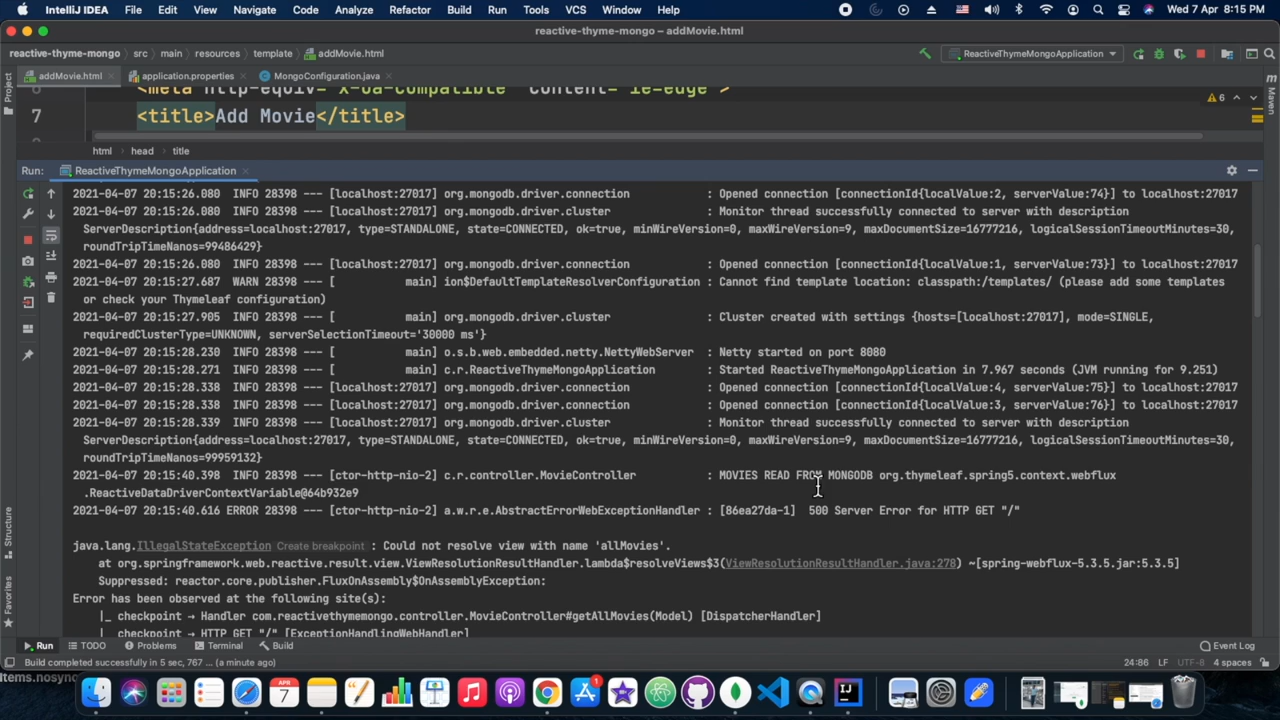 IntelliJ IDEA File Edit View Navigate Code Analyze Refactor Build Run Tools VCS Window Help Wed 7 Apr 8:15 PM
reactive-thyme-mongo – addMovie.html
reactive-thyme-mongo › src › main › resources › template › addMovie.html ReactiveThymeMongoApplication
addMovie.html application.properties MongoConfiguration.java
Project
Maven
6 <meta http-equiv="X-UA-Compatible" content="ie=edge">
7 <title>Add Movie</title>
6
html › head › title
Run: ReactiveThymeMongoApplication
2021-04-07 20:15:26.080 INFO 28398 --- [localhost:27017] org.mongodb.driver.connection : Opened connection [connectionId{localValue:2, serverValue:74}] to localhost:27017
2021-04-07 20:15:26.080 INFO 28398 --- [localhost:27017] org.mongodb.driver.cluster : Monitor thread successfully connected to server with description
ServerDescription{address=localhost:27017, type=STANDALONE, state=CONNECTED, ok=true, minWireVersion=0, maxWireVersion=9, maxDocumentSize=16777216, logicalSessionTimeoutMinutes=30,
roundTripTimeNanos=99486429}
2021-04-07 20:15:26.080 INFO 28398 --- [localhost:27017] org.mongodb.driver.connection : Opened connection [connectionId{localValue:1, serverValue:73}] to localhost:27017
2021-04-07 20:15:27.687 WARN 28398 --- [ main] ion$DefaultTemplateResolverConfiguration : Cannot find template location: classpath:/templates/ (please add some templates
or check your Thymeleaf configuration)
2021-04-07 20:15:27.905 INFO 28398 --- [ main] org.mongodb.driver.cluster : Cluster created with settings {hosts=[localhost:27017], mode=SINGLE,
requiredClusterType=UNKNOWN, serverSelectionTimeout='30000 ms'}
2021-04-07 20:15:28.230 INFO 28398 --- [ main] o.s.b.web.embedded.netty.NettyWebServer : Netty started on port 8080
2021-04-07 20:15:28.271 INFO 28398 --- [ main] c.r.ReactiveThymeMongoApplication : Started ReactiveThymeMongoApplication in 7.967 seconds (JVM running for 9.251)
2021-04-07 20:15:28.338 INFO 28398 --- [localhost:27017] org.mongodb.driver.connection : Opened connection [connectionId{localValue:4, serverValue:75}] to localhost:27017
2021-04-07 20:15:28.338 INFO 28398 --- [localhost:27017] org.mongodb.driver.connection : Opened connection [connectionId{localValue:3, serverValue:76}] to localhost:27017
2021-04-07 20:15:28.339 INFO 28398 --- [localhost:27017] org.mongodb.driver.cluster : Monitor thread successfully connected to server with description
ServerDescription{address=localhost:27017, type=STANDALONE, state=CONNECTED, ok=true, minWireVersion=0, maxWireVersion=9, maxDocumentSize=16777216, logicalSessionTimeoutMinutes=30,
roundTripTimeNanos=99959132}
2021-04-07 20:15:40.398 INFO 28398 --- [ctor-http-nio-2] c.r.controller.MovieController : MOVIES READ FROM MONGODB org.thymeleaf.spring5.context.webflux
.ReactiveDataDriverContextVariable@64b932e9
2021-04-07 20:15:40.616 ERROR 28398 --- [ctor-http-nio-2] a.w.r.e.AbstractErrorWebExceptionHandler : [86ea27da-1] 500 Server Error for HTTP GET "/"
java.lang.IllegalStateException Create breakpoint : Could not resolve view with name 'allMovies'.
at org.springframework.web.reactive.result.view.ViewResolutionResultHandler.lambda$resolveViews$3(ViewResolutionResultHandler.java:278) ~[spring-webflux-5.3.5.jar:5.3.5]
Suppressed: reactor.core.publisher.FluxOnAssembly$OnAssemblyException:
Error has been observed at the following site(s):
|_ checkpoint → Handler com.reactivethymemongo.controller.MovieController#getAllMovies(Model) [DispatcherHandler]
|_ checkpoint → HTTP GET "/" [ExceptionHandlingWebHandler]
Structure
Favorites
Run TODO Problems Terminal Build Event Log
Build completed successfully in 5 sec, 767 ... (a minute ago) 24:86 LF UTF-8 4 spaces
Items.nosync
APR
7
1